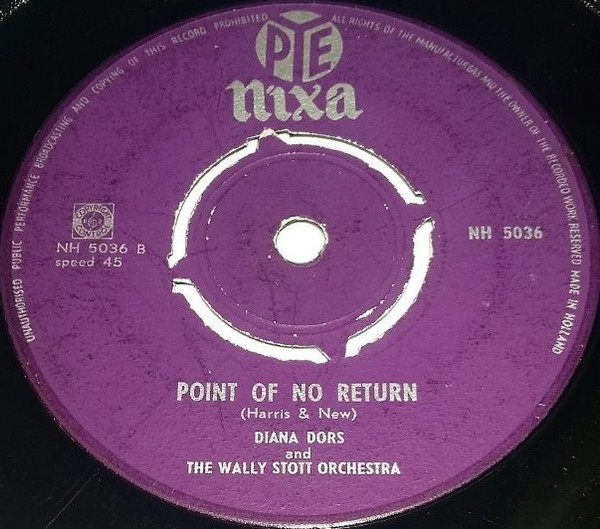 UNAUTHORISED PUBLIC PERFORMANCE BROADCASTING AND COPYING OF THIS RECORD PROHIBITED
ALL RIGHTS OF THE MANUFACTURER AND THE OWNER OF THE RECORDED WORK RESERVED MADE IN HOLLAND
PYE
nixa
COPYRIGHT
CONTROL
NH 5036 B
speed 45
NH 5036
POINT OF NO RETURN
(Harris & New)
DIANA DORS
and
THE WALLY STOTT ORCHESTRA